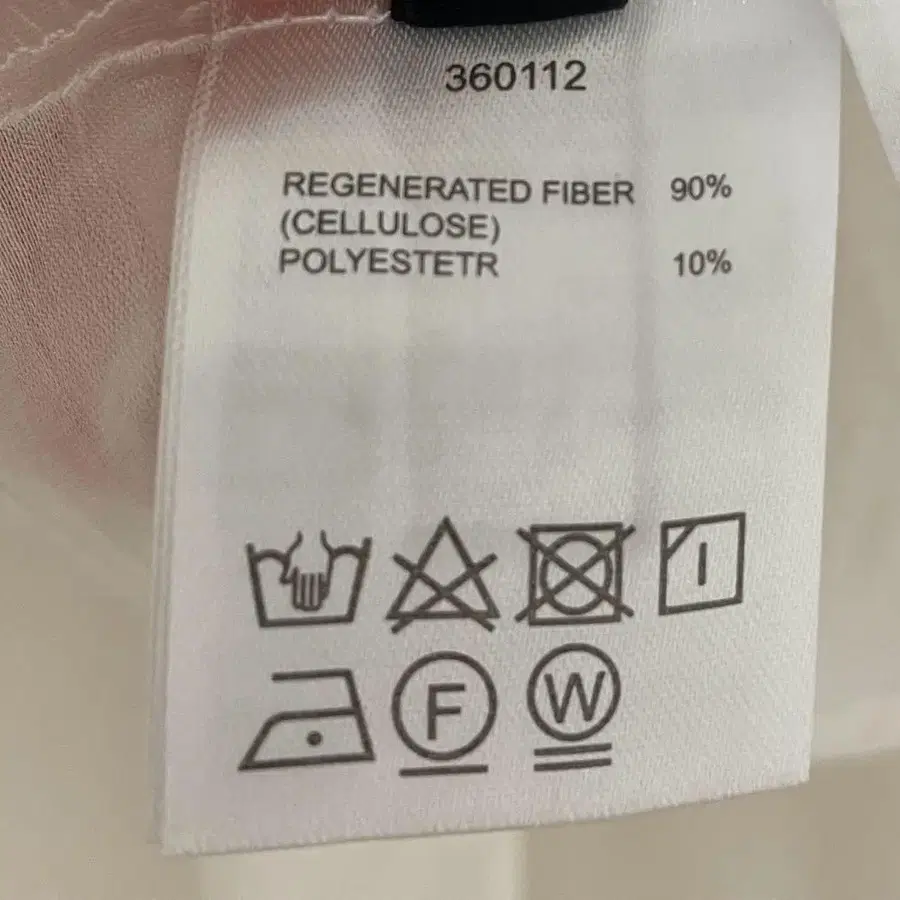 360112
REGENERATED FIBER 90%
(CELLULOSE)
POLYESTETR 10%
F
W